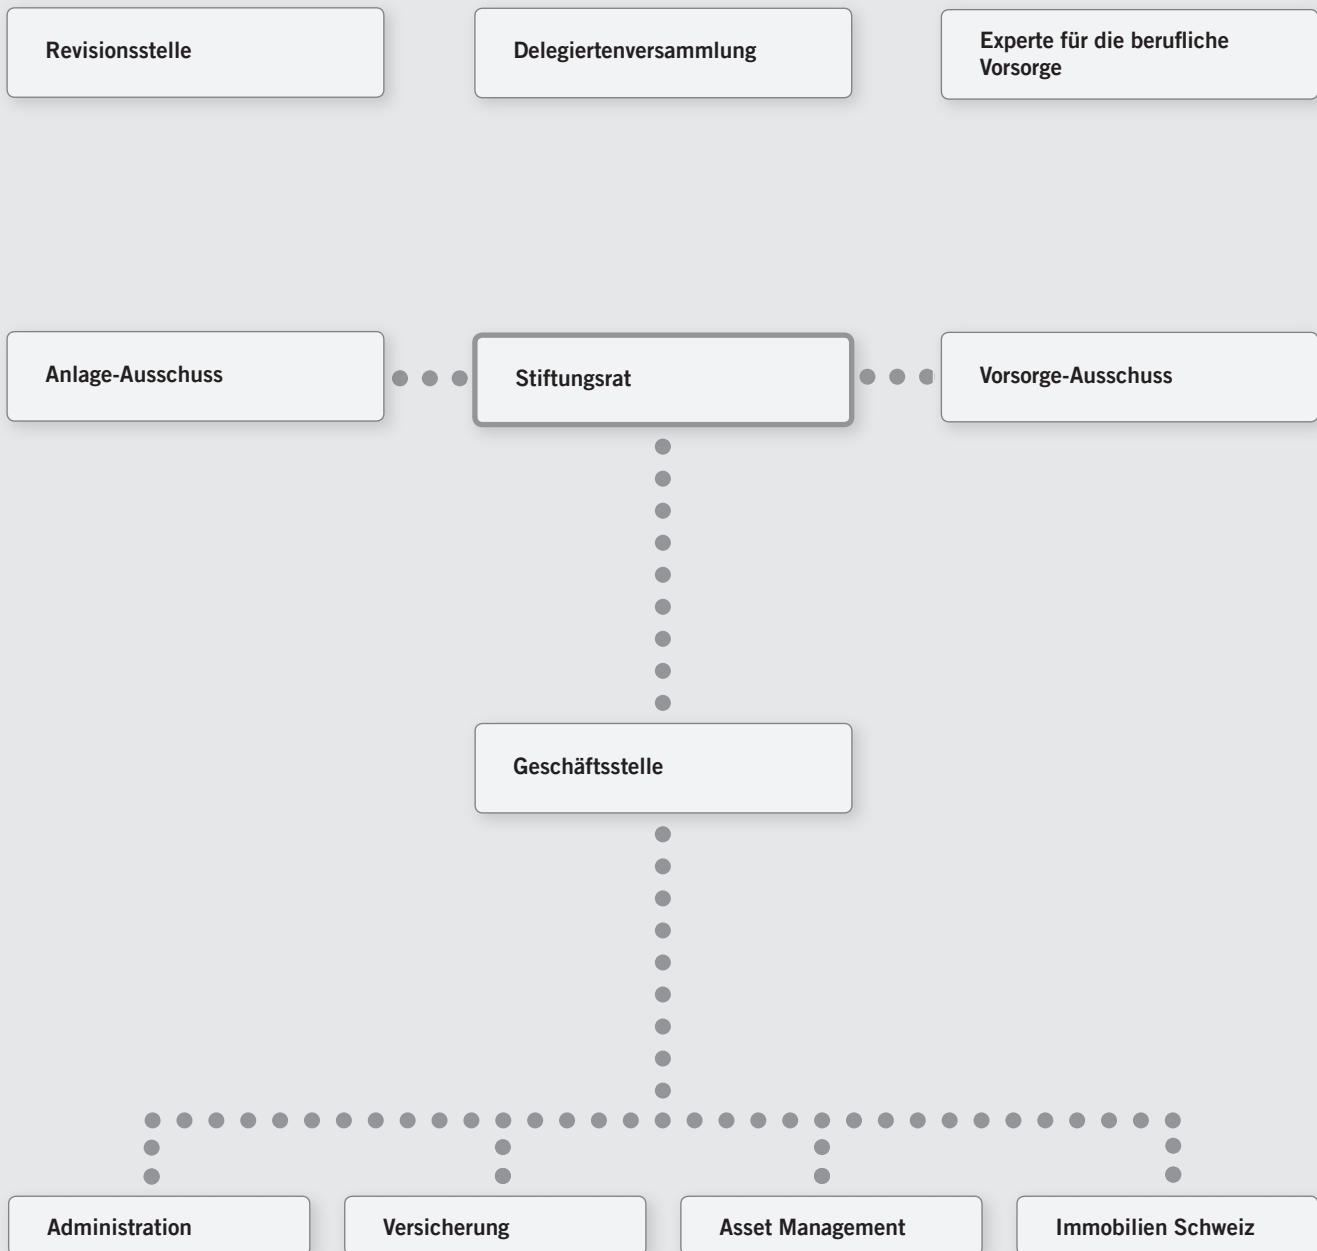 Revisionsstelle
Delegiertenversammlung
Experte für die berufliche
Vorsorge
Anlage-Ausschuss
Stiftungsrat
Vorsorge-Ausschuss
Geschäftsstelle
Administration
Versicherung
Asset Management
Immobilien Schweiz